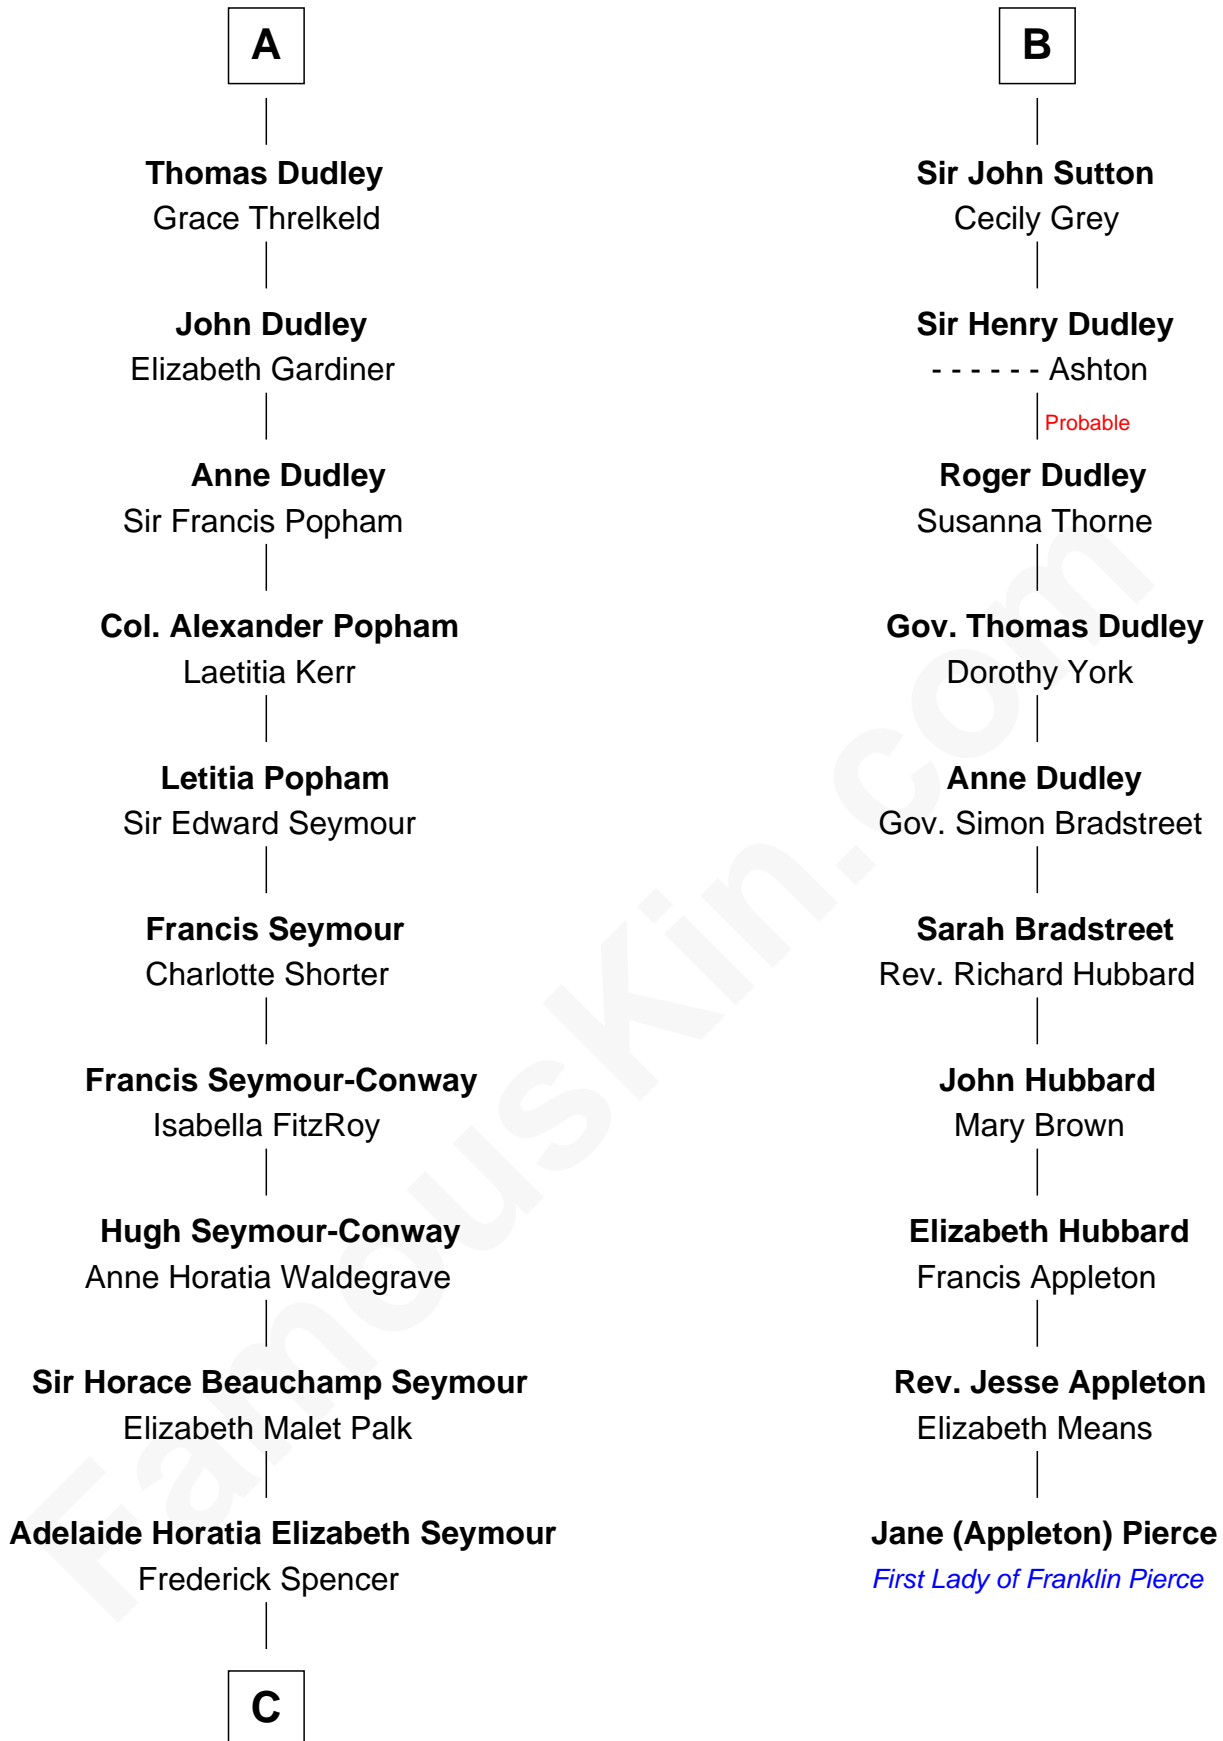 A
Thomas Dudley
Grace Threlkeld
John Dudley
Elizabeth Gardiner
Anne Dudley
Sir Francis Popham
Col. Alexander Popham
Laetitia Kerr
Letitia Popham
Sir Edward Seymour
Francis Seymour
Charlotte Shorter
Francis Seymour-Conway
Isabella FitzRoy
Hugh Seymour-Conway
Anne Horatia Waldegrave
Sir Horace Beauchamp Seymour
Elizabeth Malet Palk
Adelaide Horatia Elizabeth Seymour
Frederick Spencer
C
B
Sir John Sutton
Cecily Grey
Sir Henry Dudley
- - - - - - Ashton
Probable
Roger Dudley
Susanna Thorne
Gov. Thomas Dudley
Dorothy York
Anne Dudley
Gov. Simon Bradstreet
Sarah Bradstreet
Rev. Richard Hubbard
John Hubbard
Mary Brown
Elizabeth Hubbard
Francis Appleton
Rev. Jesse Appleton
Elizabeth Means
Jane (Appleton) Pierce
First Lady of Franklin Pierce
FamousKin.com